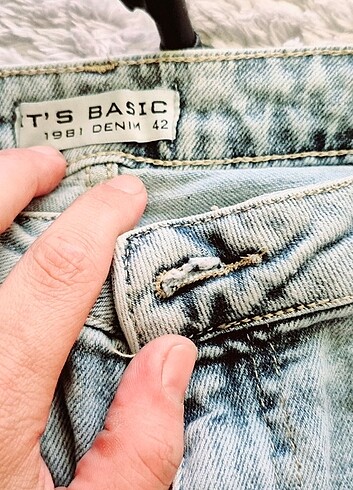 T'S BASIC
1981 DENIM 42